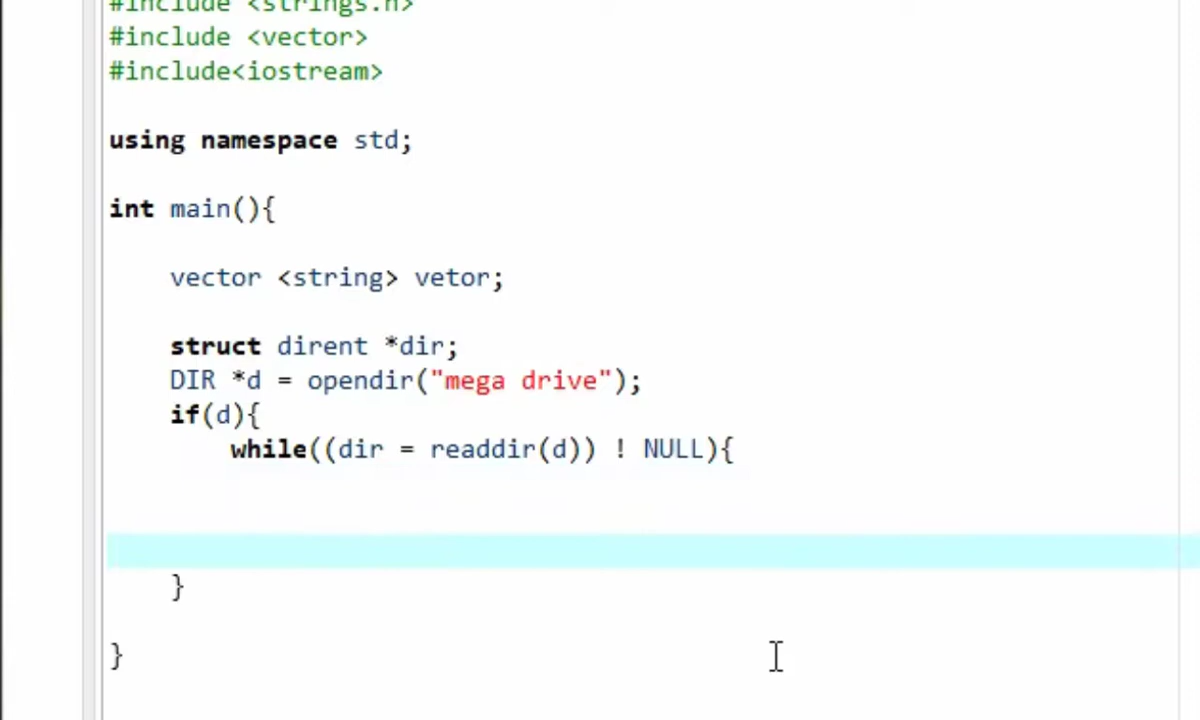 #include <strings.h>
#include <vector>
#include<iostream>
using namespace std;
int main(){
vector <string> vetor;
struct dirent *dir;
DIR *d = opendir("mega drive");
if(d){
while((dir = readdir(d)) ! NULL){
}
}